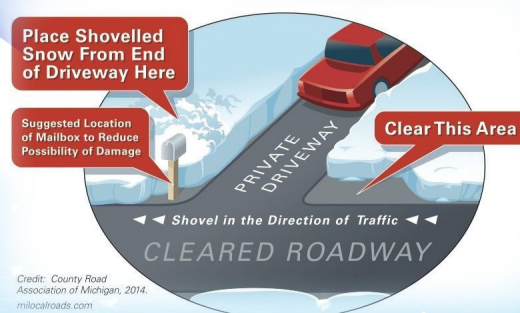 Place Shovelled
Snow From End
of Driveway Here
Suggested Location
of Mailbox to Reduce
Possibility of Damage
Clear This Area
PRIVATE
DRIVEWAY
◄ ◄ Shovel in the Direction of Traffic ◄ ◄
CLEARED ROADWAY
Credit: County Road
Association of Michigan, 2014.
milocalroads.com